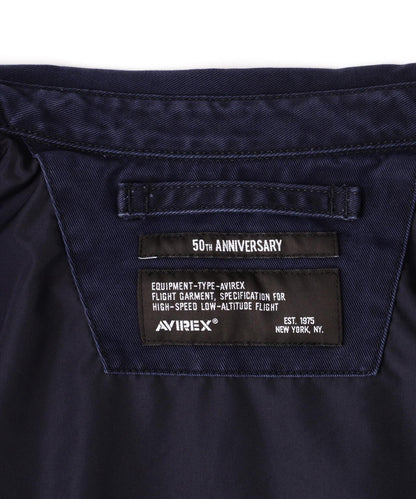 50TH ANNIVERSARY
EQUIPMENT-TYPE-AVIREX
FLIGHT GARMENT, SPECIFICATION FOR
HIGH-SPEED LOW-ALTITUDE FLIGHT
AVIREX®
EST. 1975
NEW YORK, NY.